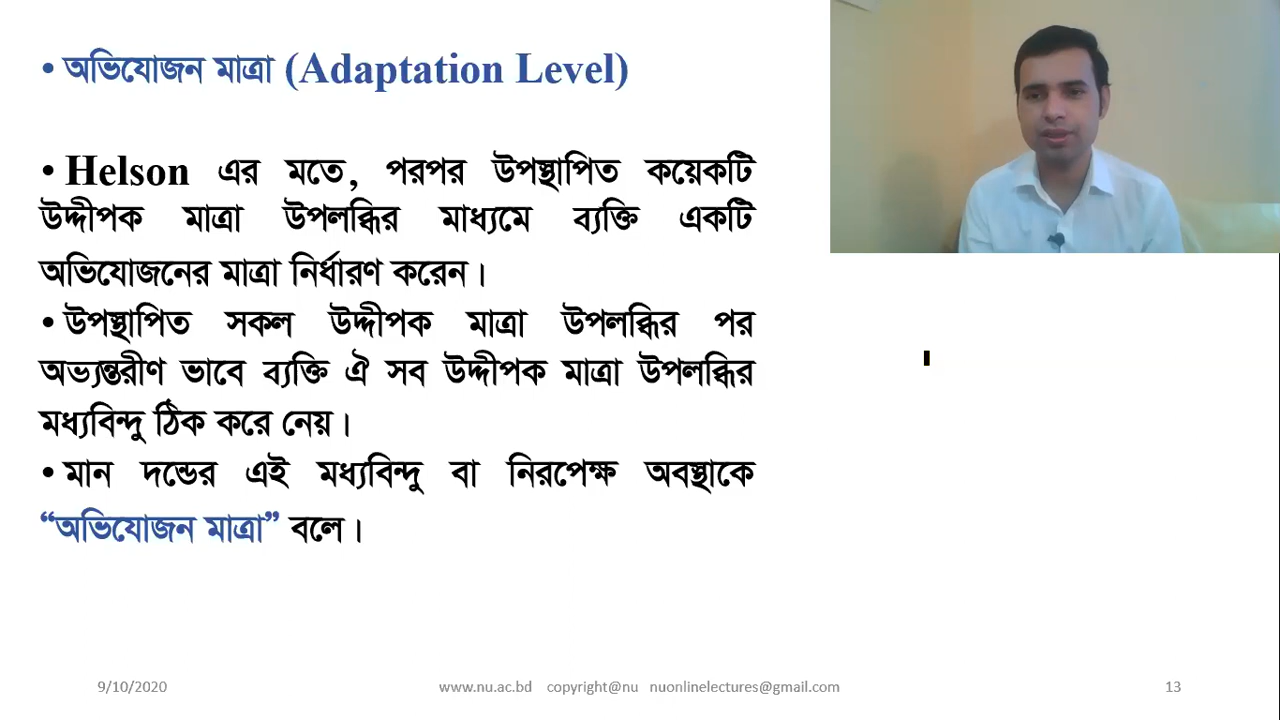 • অভিযোজন মাত্রা (Adaptation Level)
• Helson এর মতে, পরপর উপস্থাপিত কয়েকটি
উদ্দীপক মাত্রা উপলব্ধির মাধ্যমে ব্যক্তি একটি
অভিযোজনের মাত্রা নির্ধারণ করেন।
• উপস্থাপিত সকল উদ্দীপক মাত্রা উপলব্ধির পর
অভ্যন্তরীণ ভাবে ব্যক্তি ঐ সব উদ্দীপক মাত্রা উপলব্ধির
মধ্যবিন্দু ঠিক করে নেয়।
• মান দন্ডের এই মধ্যবিন্দু বা নিরপেক্ষ অবস্থাকে
“অভিযোজন মাত্রা” বলে।
9/10/2020 www.nu.ac.bd copyright@nu nuonlinelectures@gmail.com 13